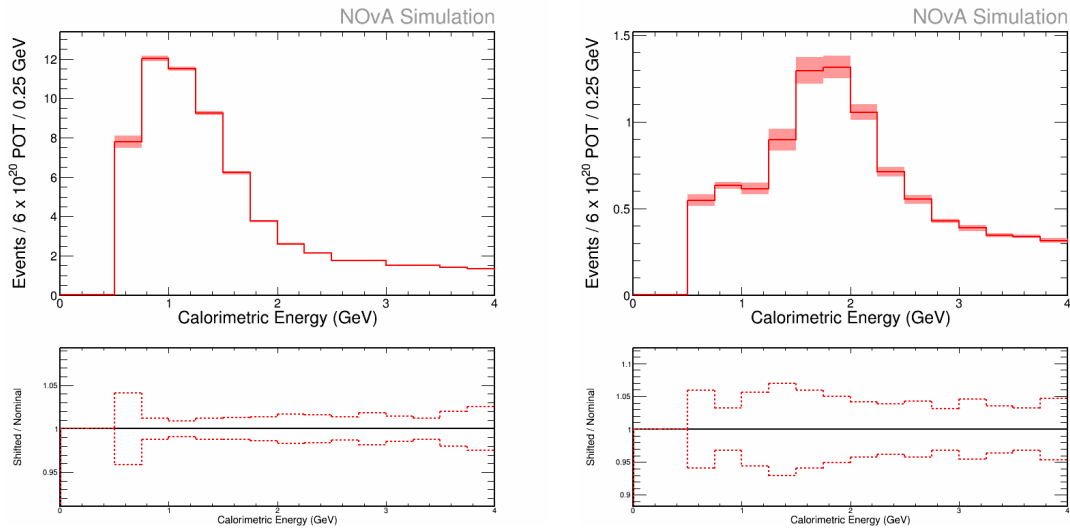 NOvA Simulation
Events / 6 x 10^20 POT / 0.25 GeV
12
10
8
6
4
2
0
0 1 2 3 4
Calorimetric Energy (GeV)
Shifted / Nominal
1.05
1
0.95
0 1 2 3 4
Calorimetric Energy (GeV)
NOvA Simulation
Events / 6 x 10^20 POT / 0.25 GeV
1.5
1
0.5
0
0 1 2 3 4
Calorimetric Energy (GeV)
Shifted / Nominal
1.1
1.05
1
0.95
0.9
0 1 2 3 4
Calorimetric Energy (GeV)